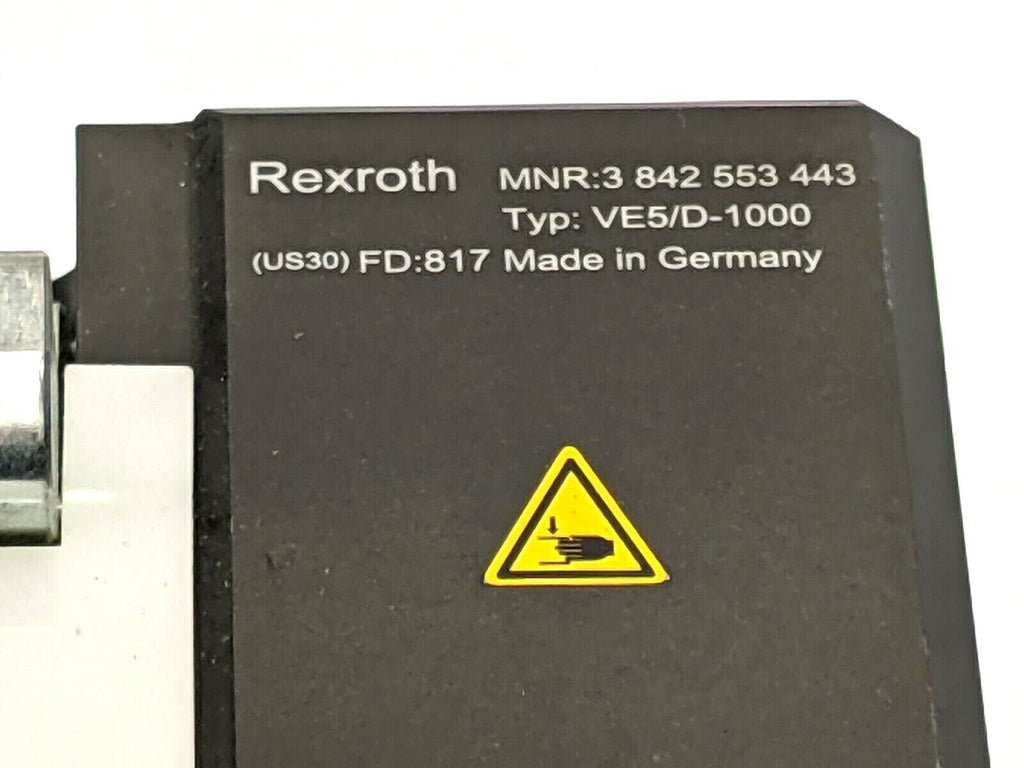 Rexroth MNR:3 842 553 443
Typ: VE5/D-1000
(US30) FD:817 Made in Germany